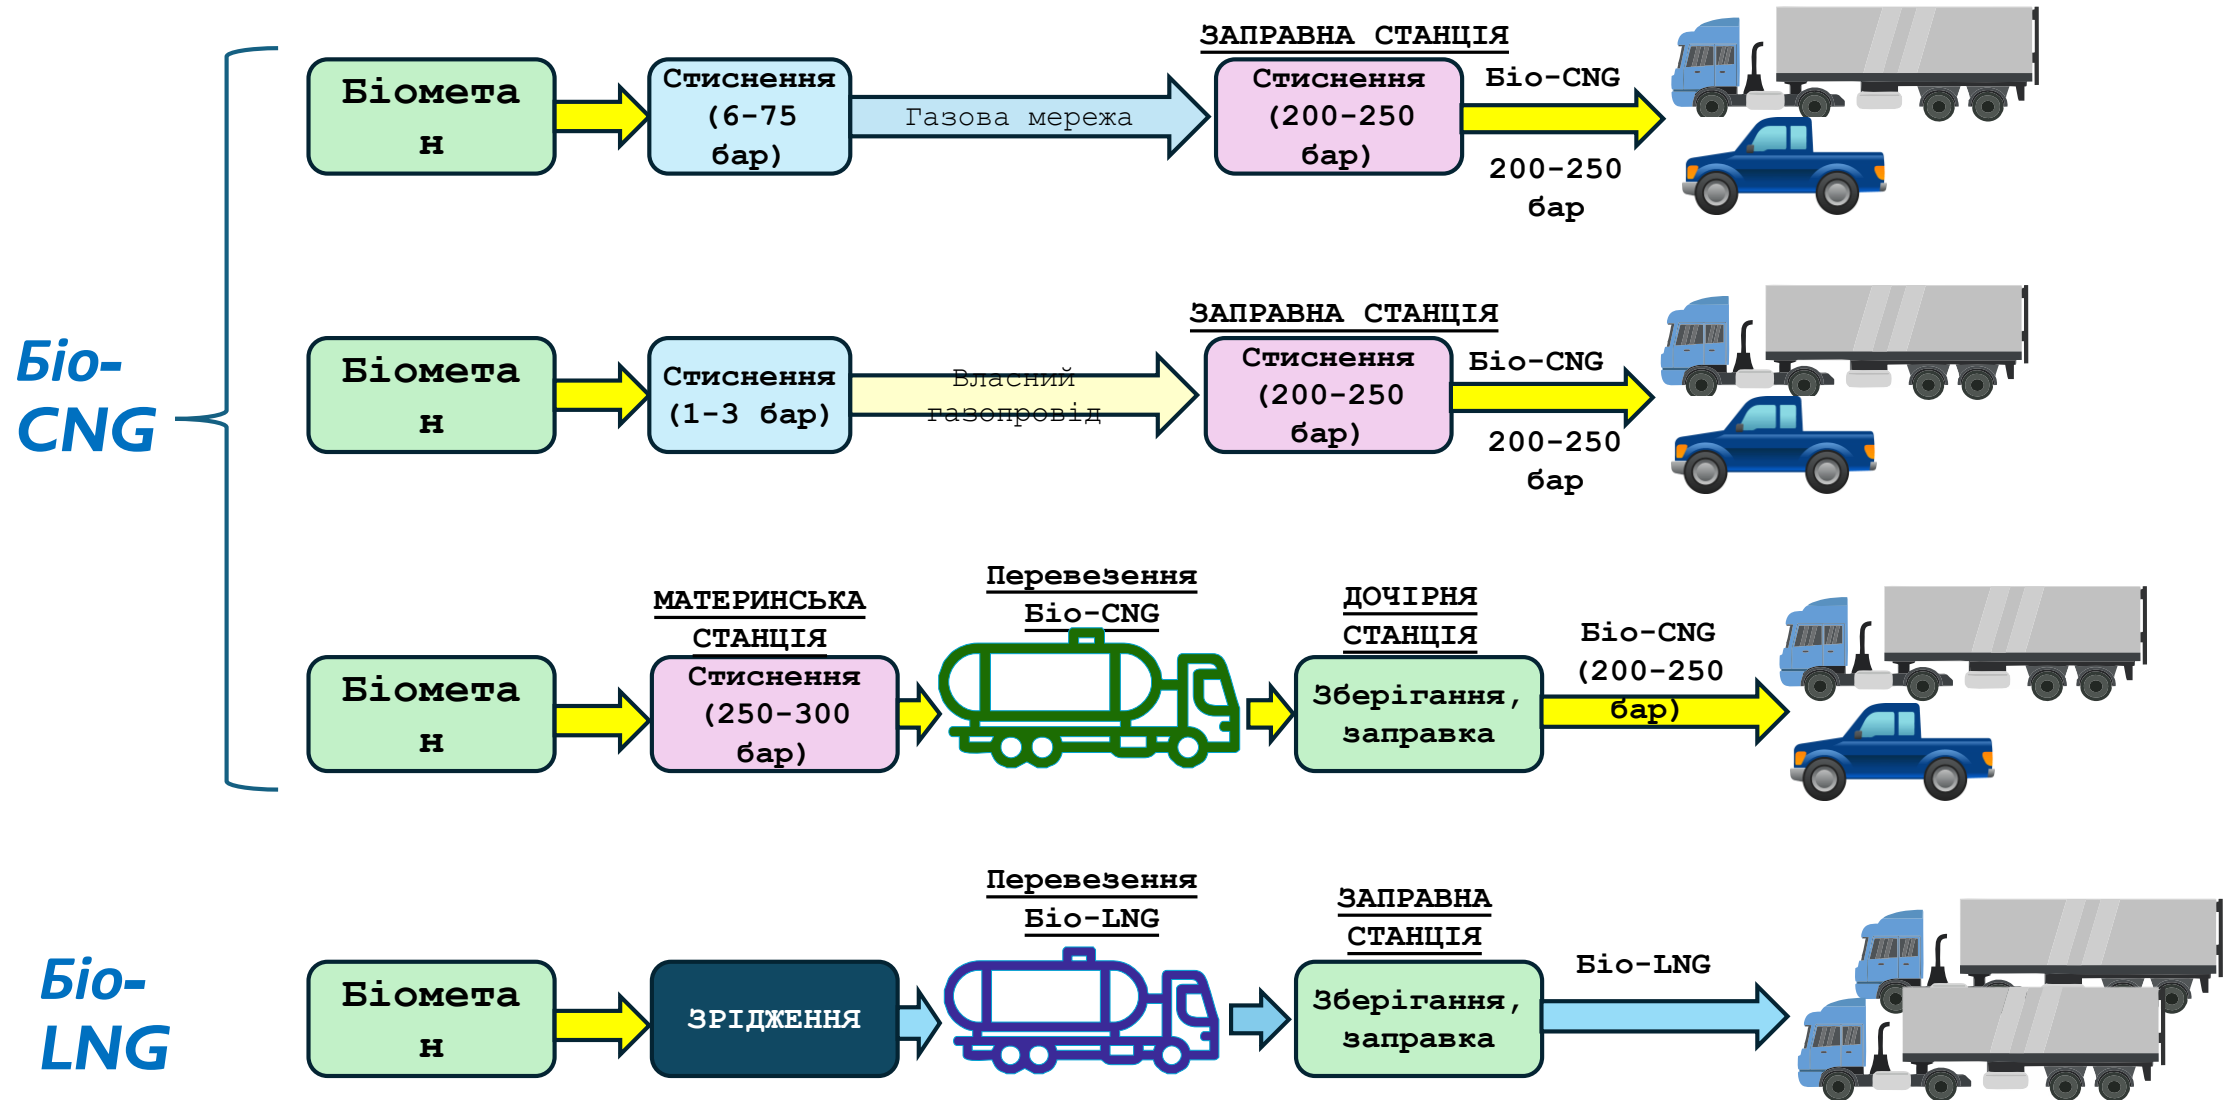 Біо-
CNG
Біомета
н
Стиснення
(6-75
бар)
Газова мережа
ЗАПРАВНА СТАНЦІЯ
Стиснення
(200-250
бар)
Біо-CNG
200-250
бар
Біомета
н
Стиснення
(1-3 бар)
Власний
газопровід
ЗАПРАВНА СТАНЦІЯ
Стиснення
(200-250
бар)
Біо-CNG
200-250
бар
Біомета
н
МАТЕРИНСЬКА
СТАНЦІЯ
Стиснення
(250-300
бар)
Перевезення
Біо-CNG
ДОЧІРНЯ
СТАНЦІЯ
Зберігання,
заправка
Біо-CNG
(200-250
бар)
Біо-
LNG
Біомета
н
ЗРІДЖЕННЯ
Перевезення
Біо-LNG
ЗАПРАВНА
СТАНЦІЯ
Зберігання,
заправка
Біо-LNG